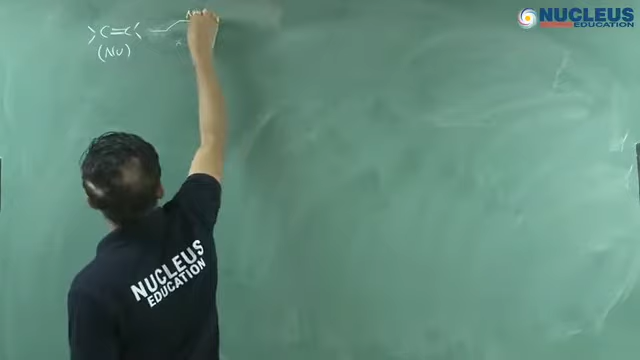 NUCLEUS
EDUCATION
>C=C<
(NU)
NUCLEUS
EDUCATION